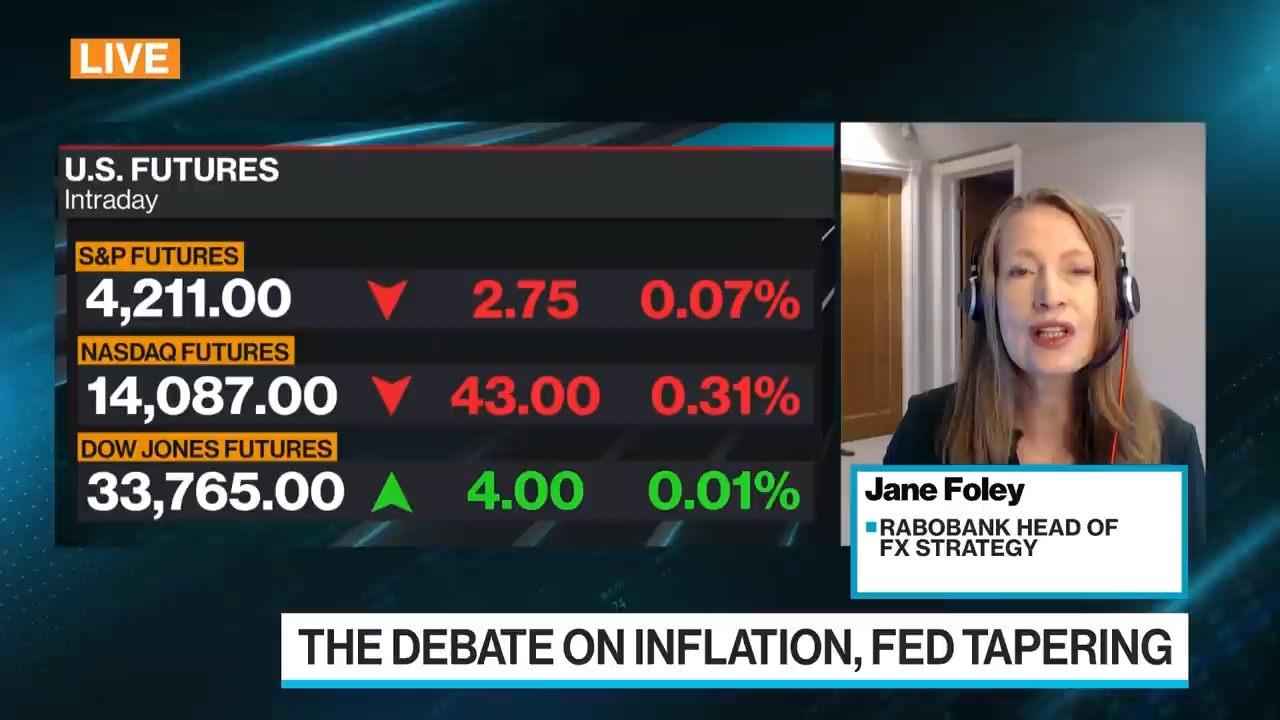 LIVE
U.S. FUTURES
Intraday
S&P FUTURES
4,211.00 2.75 0.07%
NASDAQ FUTURES
14,087.00 43.00 0.31%
DOW JONES FUTURES
33,765.00 4.00 0.01%
Jane Foley
RABOBANK HEAD OF
FX STRATEGY
THE DEBATE ON INFLATION, FED TAPERING